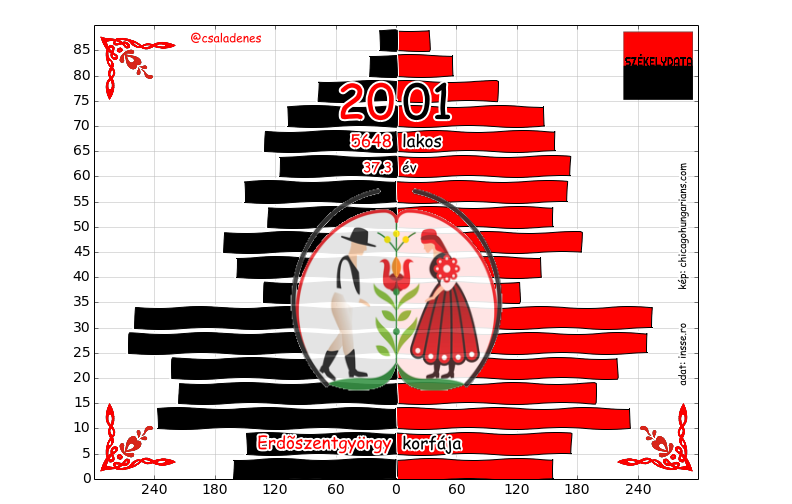 @csaladenes
SZÉKELYDATA
2001
5648 lakos
37.3 év
kép: chicagohungarians.com
adat: insse.ro
Erdőszentgyörgy korfája
85
80
75
70
65
60
55
50
45
40
35
30
25
20
15
10
5
0
240 180 120 60 0 60 120 180 240